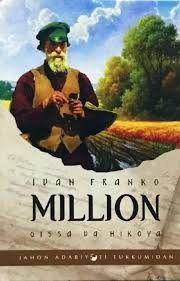 IVAN FRANKO
MILLION
QISSA VA HIKOYA
JAHON ADABIYOTI TURKUMIDAN